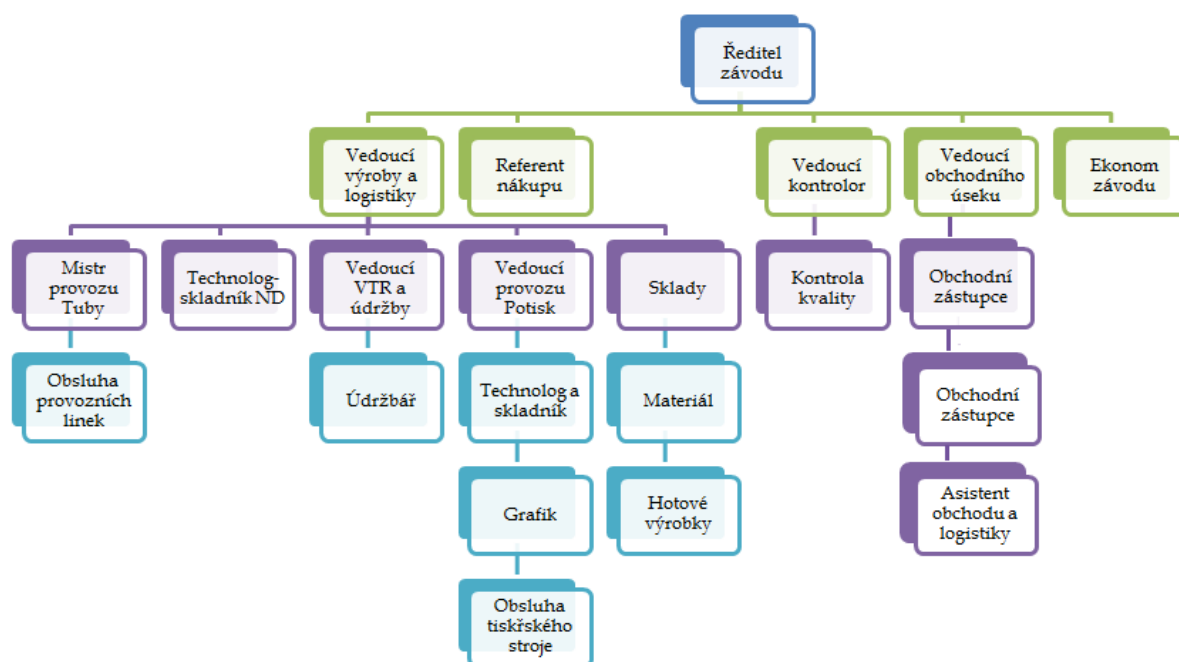 Ředitel
závodu
Vedoucí
výroby a
logistiky
Referent
nákupu
Vedoucí
kontrolor
Vedoucí
obchodního
úseku
Ekonom
závodu
Mistr
provozu
Tuby
Technolog-
skladník ND
Vedoucí
VTR a
údržby
Vedoucí
provozu
Potisk
Sklady
Kontrola
kvality
Obchodní
zástupce
Obsluha
provozních
linek
Údržbář
Technolog a
skladník
Materiál
Obchodní
zástupce
Grafik
Hotové
výrobky
Asistent
obchodu a
logistiky
Obsluha
tiskřského
stroje